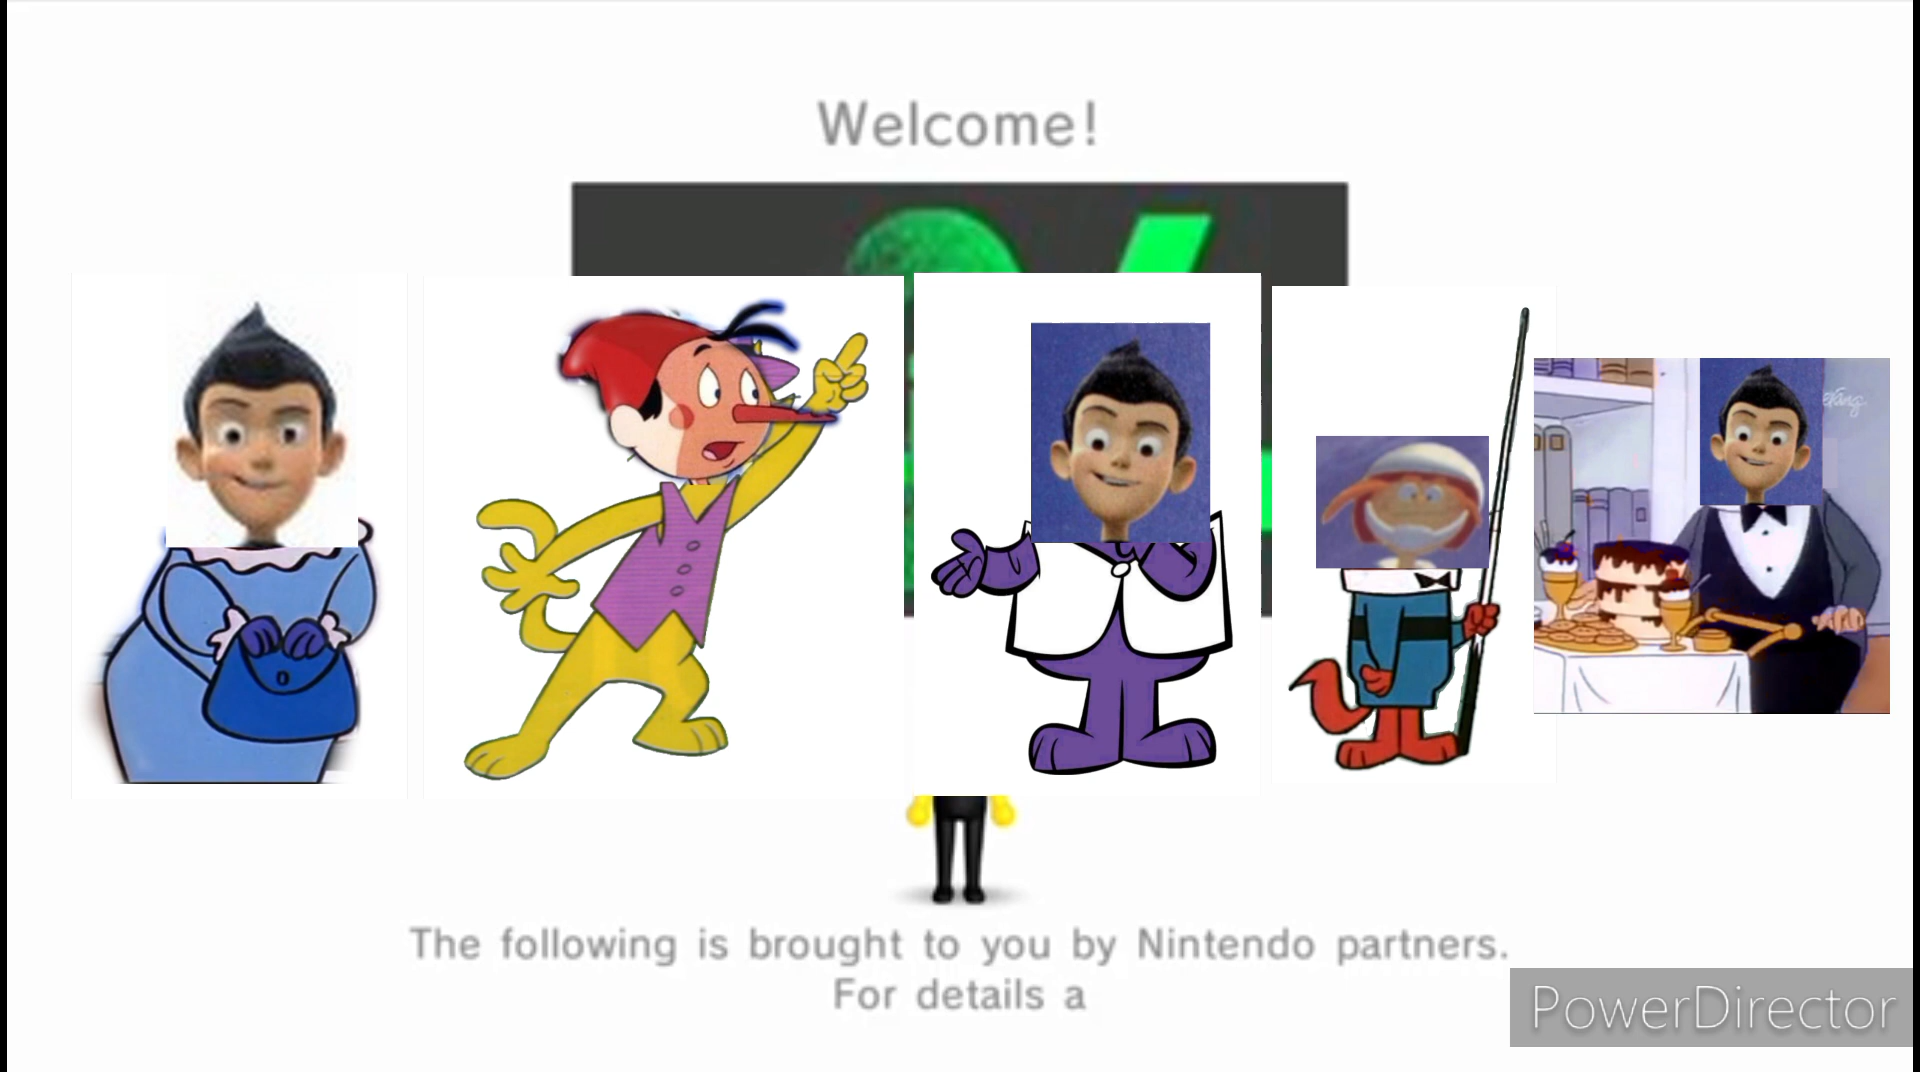 Welcome!
The following is brought to you by Nintendo partners.
For details a
PowerDirector